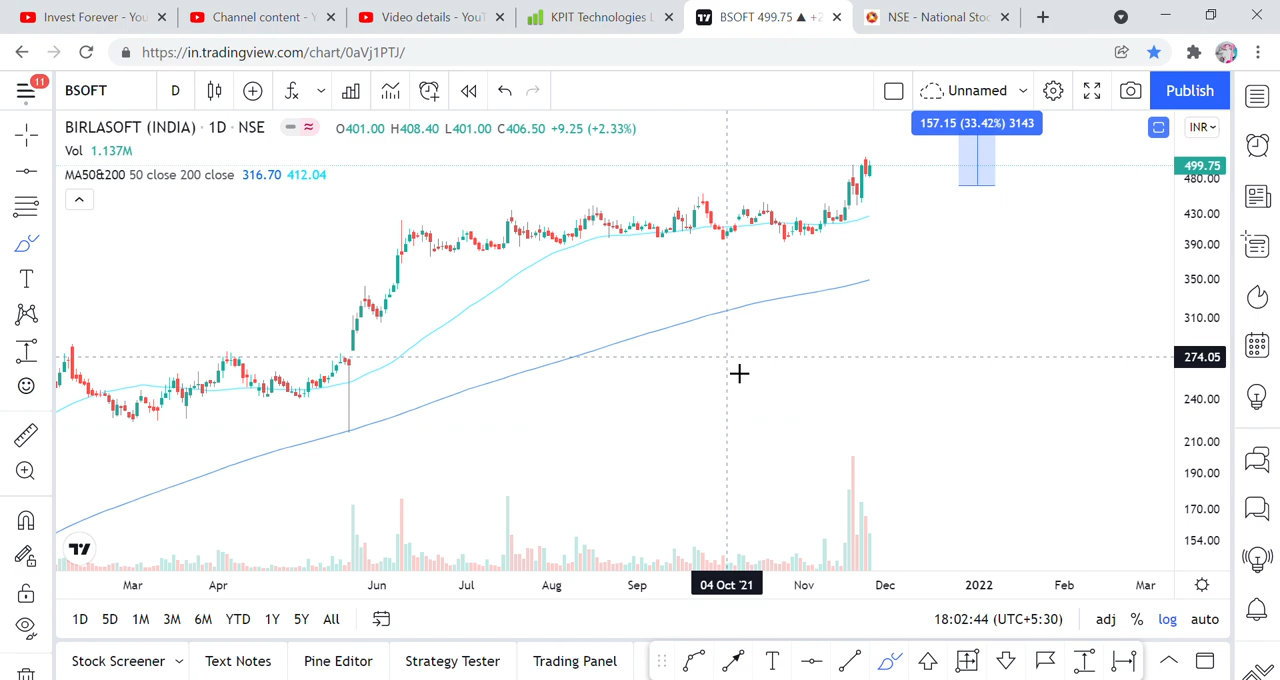 Invest Forever - Yo
Channel content - Y
Video details - YouT
KPIT Technologies L
BSOFT 499.75 ▲ +2
NSE - National Stoc
https://in.tradingview.com/chart/0aVj1PTJ/
11
BSOFT
D
Unnamed
Publish
BIRLASOFT (INDIA) · 1D · NSE
O401.00 H408.40 L401.00 C406.50 +9.25 (+2.33%)
157.15 (33.42%) 3143
INR
Vol 1.137M
MA50&200 50 close 200 close 316.70 412.04
499.75
480.00
430.00
390.00
350.00
310.00
274.05
240.00
210.00
190.00
170.00
154.00
Mar
Apr
Jun
Jul
Aug
Sep
04 Oct '21
Nov
Dec
2022
Feb
Mar
1D
5D
1M
3M
6M
YTD
1Y
5Y
All
18:02:44 (UTC+5:30)
adj
%
log
auto
Stock Screener
Text Notes
Pine Editor
Strategy Tester
Trading Panel